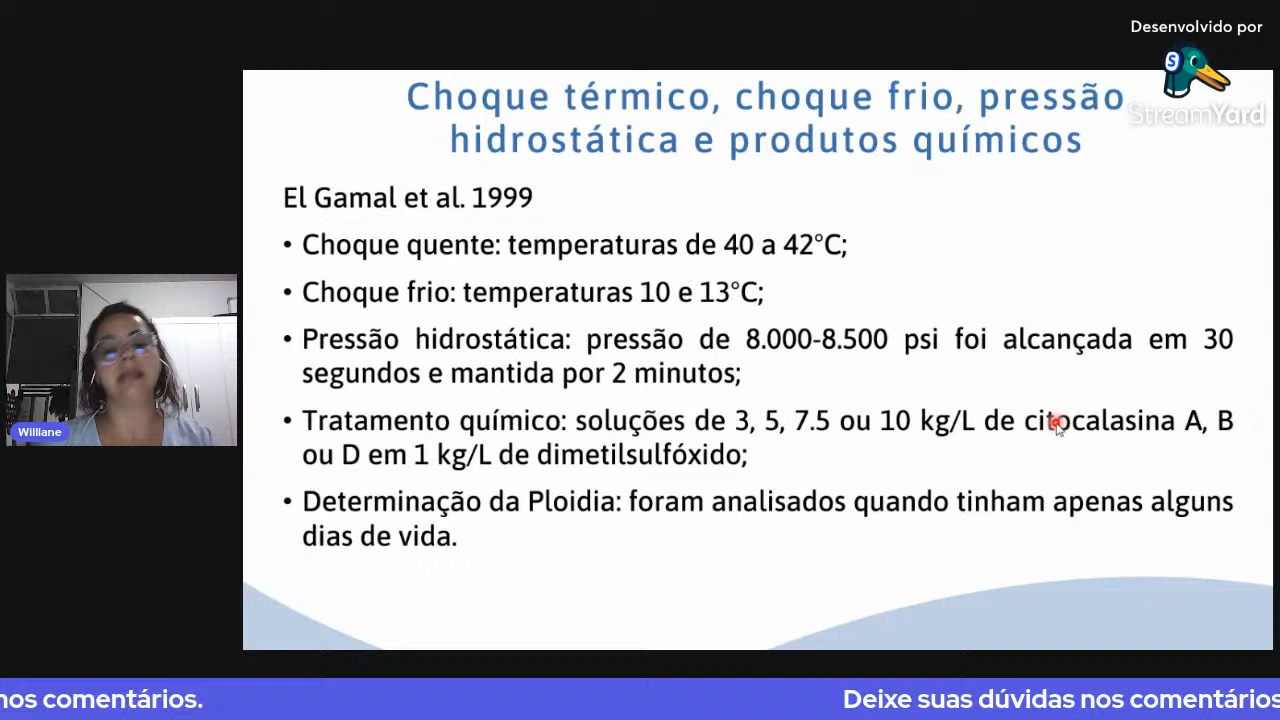 Desenvolvido por
StreamYard
Choque térmico, choque frio, pressão
hidrostática e produtos químicos
El Gamal et al. 1999
• Choque quente: temperaturas de 40 a 42°C;
• Choque frio: temperaturas 10 e 13°C;
• Pressão hidrostática: pressão de 8.000-8.500 psi foi alcançada em 30
segundos e mantida por 2 minutos;
• Tratamento químico: soluções de 3, 5, 7.5 ou 10 kg/L de citocalasina A, B
ou D em 1 kg/L de dimetilsulfóxido;
• Determinação da Ploidia: foram analisados quando tinham apenas alguns
dias de vida.
Williane
nos comentários.
Deixe suas dúvidas nos comentários